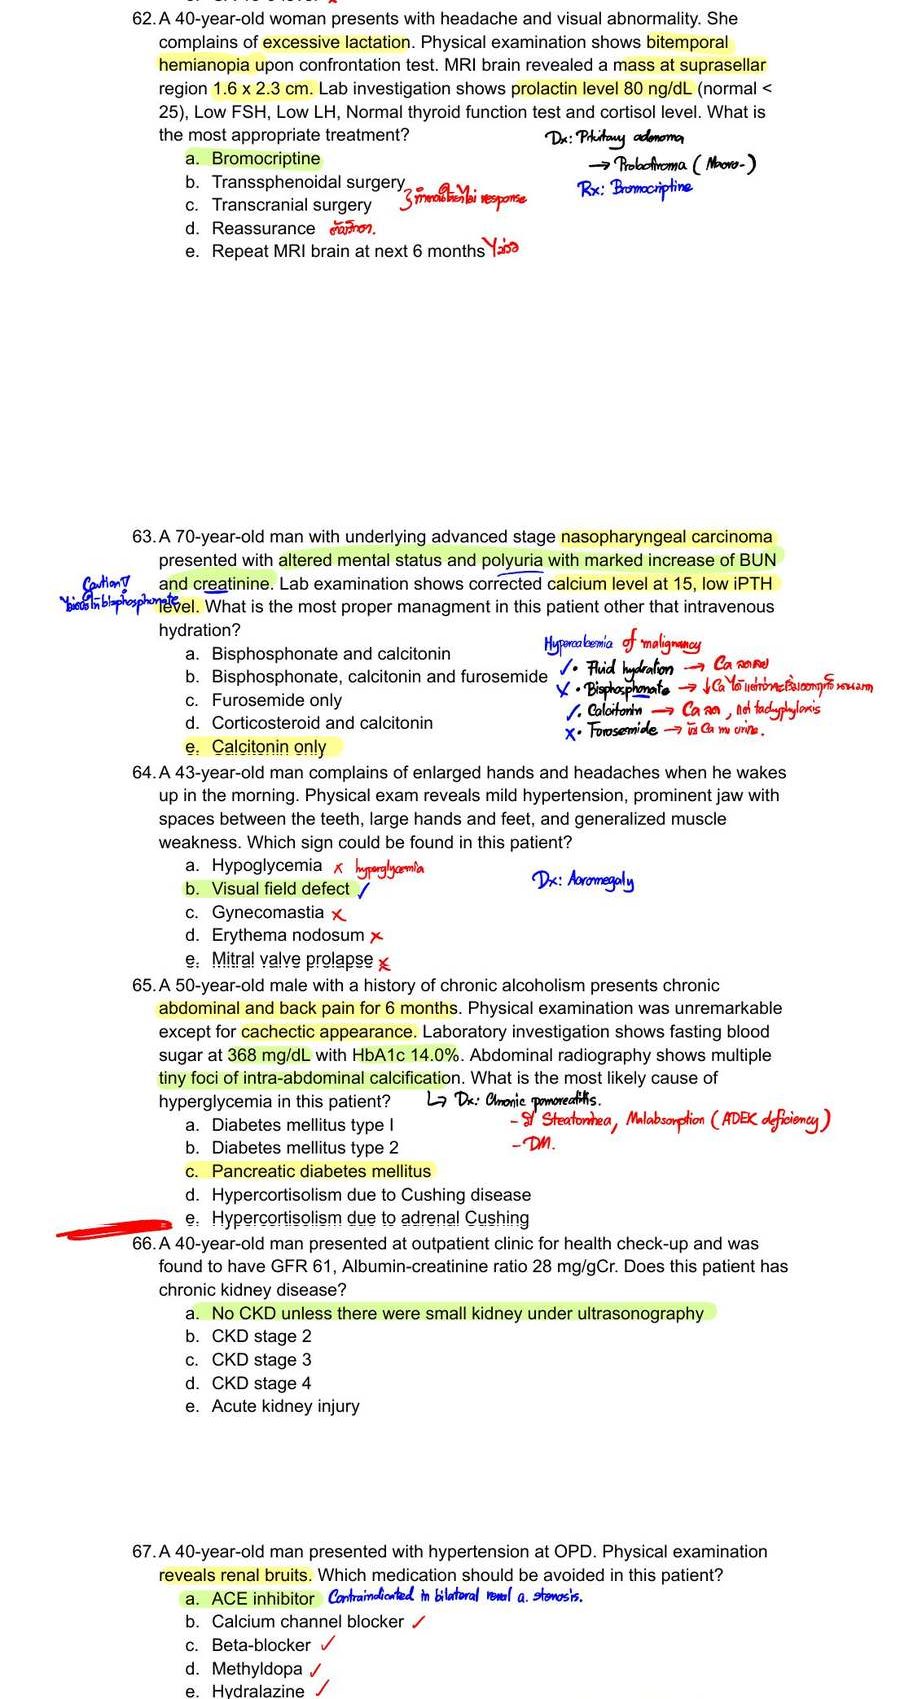 62. A 40-year-old woman presents with headache and visual abnormality. She
complains of excessive lactation. Physical examination shows bitemporal
hemianopia upon confrontation test. MRI brain revealed a mass at suprasellar
region 1.6 x 2.3 cm. Lab investigation shows prolactin level 80 ng/dL (normal <
25), Low FSH, Low LH, Normal thyroid function test and cortisol level. What is
the most appropriate treatment?
Dx: Pituitary adenoma
a. Bromocriptine
→ Prolactinoma (Macro-)
b. Transsphenoidal surgery
Rx: Bromocriptine
c. Transcranial surgery
response
d. Reassurance
e. Repeat MRI brain at next 6 months
63. A 70-year-old man with underlying advanced stage nasopharyngeal carcinoma
presented with altered mental status and polyuria with marked increase of BUN
Caution
and creatinine. Lab examination shows corrected calcium level at 15, low iPTH
bisphosphonate
level. What is the most proper managment in this patient other that intravenous
hydration?
Hypercalcemia of malignancy
a. Bisphosphonate and calcitonin
✓• Fluid hydration → Ca ลดลง
b. Bisphosphonate, calcitonin and furosemide
X • Bisphosphonate → ↓Ca
c. Furosemide only
✓. Calcitonin → Ca ลด, tachyphylaxis
d. Corticosteroid and calcitonin
X• Furosemide → ขับ Ca ทาง urine.
e. Calcitonin only
64. A 43-year-old man complains of enlarged hands and headaches when he wakes
up in the morning. Physical exam reveals mild hypertension, prominent jaw with
spaces between the teeth, large hands and feet, and generalized muscle
weakness. Which sign could be found in this patient?
a. Hypoglycemia x hyperglycemia
Dx: Acromegaly
b. Visual field defect ✓
c. Gynecomastia x
d. Erythema nodosum x
e. Mitral valve prolapse x
65. A 50-year-old male with a history of chronic alcoholism presents chronic
abdominal and back pain for 6 months. Physical examination was unremarkable
except for cachectic appearance. Laboratory investigation shows fasting blood
sugar at 368 mg/dL with HbA1c 14.0%. Abdominal radiography shows multiple
tiny foci of intra-abdominal calcification. What is the most likely cause of
hyperglycemia in this patient?
↳ Dx: Chronic pancreatitis.
a. Diabetes mellitus type I
- Steatorrhea, Malabsorption (ADEK deficiency)
b. Diabetes mellitus type 2
- DM.
c. Pancreatic diabetes mellitus
d. Hypercortisolism due to Cushing disease
e. Hypercortisolism due to adrenal Cushing
66. A 40-year-old man presented at outpatient clinic for health check-up and was
found to have GFR 61, Albumin-creatinine ratio 28 mg/gCr. Does this patient has
chronic kidney disease?
a. No CKD unless there were small kidney under ultrasonography
b. CKD stage 2
c. CKD stage 3
d. CKD stage 4
e. Acute kidney injury
67. A 40-year-old man presented with hypertension at OPD. Physical examination
reveals renal bruits. Which medication should be avoided in this patient?
a. ACE inhibitor Contraindicated in bilateral renal a. stenosis.
b. Calcium channel blocker ✓
c. Beta-blocker ✓
d. Methyldopa ✓
e. Hydralazine ✓